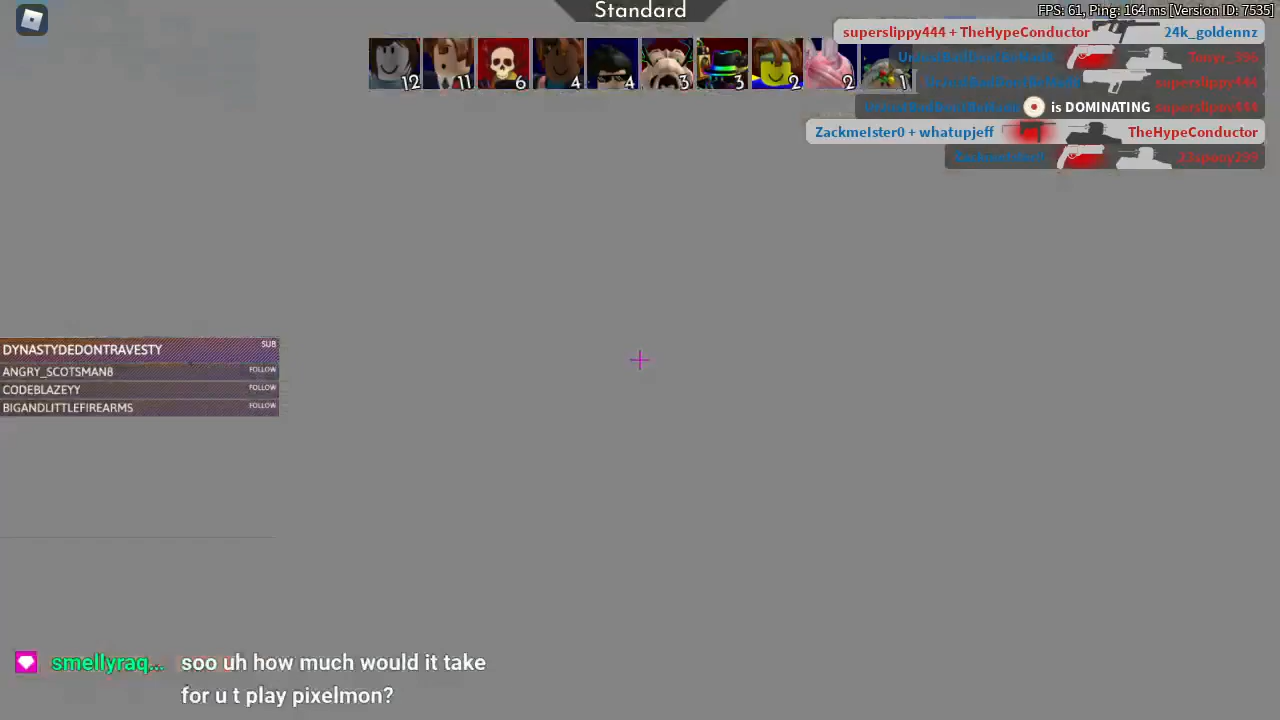 FPS: 61, Ping: 164 ms [Version ID: 7535]
Standard
12 11 6 4 4 3 3 2 2 1
superslippy444 + TheHypeConductor 24k_goldennz
superslippy444
is DOMINATING superslippy444
ZackmeIster0 + whatupjeff TheHypeConductor
DYNASTYDEDONTRAVESTY SUB
ANGRY_SCOTSMAN8 FOLLOW
CODEBLAZEYY FOLLOW
BIGANDLITTLEFIREARMS FOLLOW
smellyraq... soo uh how much would it take
for u t play pixelmon?